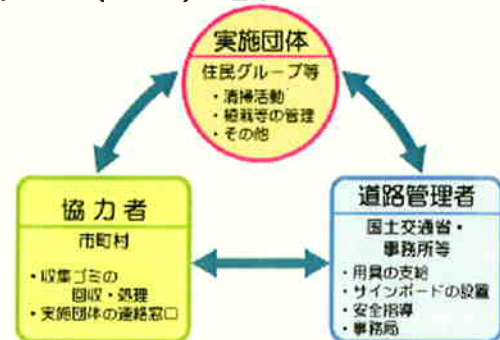 実施団体
住民グループ等
・清掃活動
・植栽等の管理
・その他
協力者
市町村
・収集ゴミの
回収・処理
・実施団体の連絡窓口
道路管理者
国土交通省・
事務所等
・用具の支給
・サインボードの設置
・安全指導
・事務局